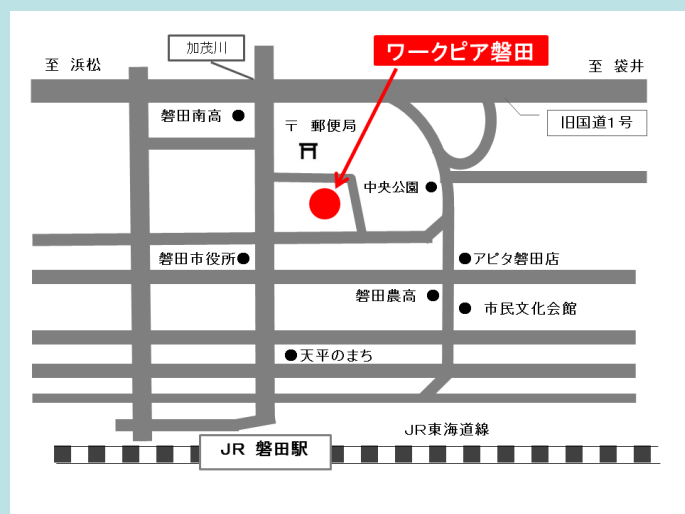 加茂川
ワークピア磐田
至 浜松
至 袋井
磐田南高
〒 郵便局
旧国道1号
中央公園
磐田市役所
アピタ磐田店
磐田農高
市民文化会館
天平のまち
JR東海道線
JR 磐田駅